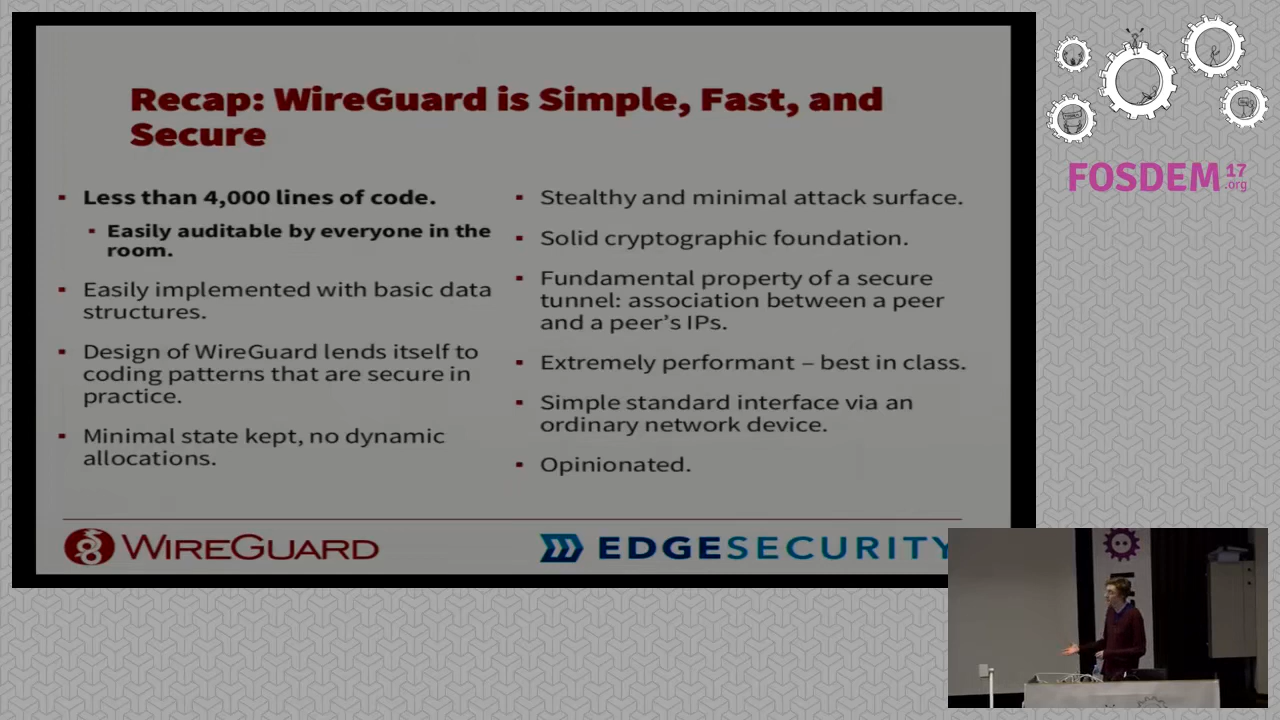 Recap: WireGuard is Simple, Fast, and
Secure
Less than 4,000 lines of code.
Easily auditable by everyone in the
room.
Easily implemented with basic data
structures.
Design of WireGuard lends itself to
coding patterns that are secure in
practice.
Minimal state kept, no dynamic
allocations.
Stealthy and minimal attack surface.
Solid cryptographic foundation.
Fundamental property of a secure
tunnel: association between a peer
and a peer’s IPs.
Extremely performant – best in class.
Simple standard interface via an
ordinary network device.
Opinionated.
WIREGUARD
EDGESECURITY
FOSDEM 17
.org